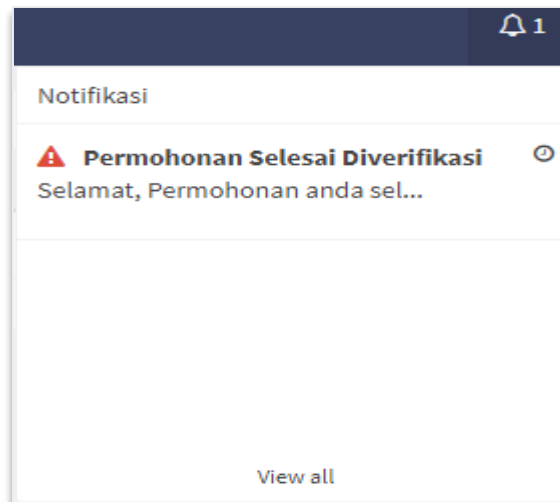 1
Notifikasi
Permohonan Selesai Diverifikasi
Selamat, Permohonan anda sel...
View all